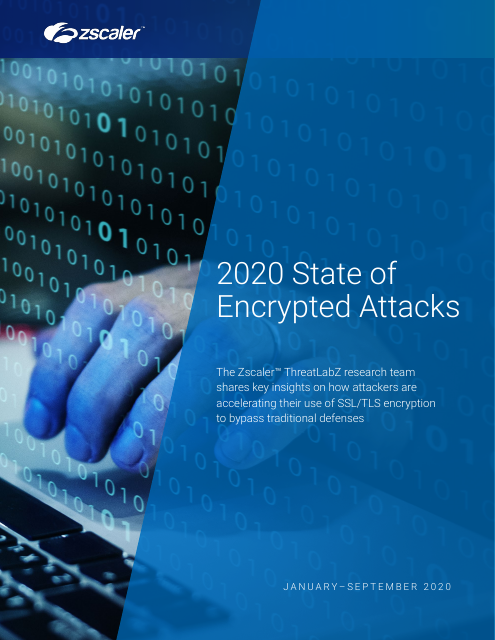 zscaler™
2020 State of
Encrypted Attacks
The Zscaler™ ThreatLabZ research team
shares key insights on how attackers are
accelerating their use of SSL/TLS encryption
to bypass traditional defenses
JANUARY–SEPTEMBER 2020